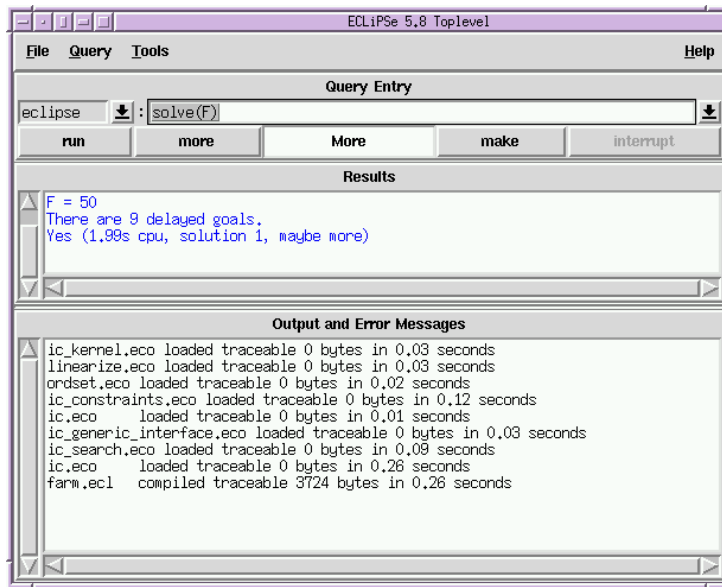 ECLiPSe 5.8 Toplevel
File Query Tools Help
Query Entry
eclipse : solve(F)
run more More make interrupt
Results
F = 50
There are 9 delayed goals.
Yes (1.99s cpu, solution 1, maybe more)
Output and Error Messages
ic_kernel.eco loaded traceable 0 bytes in 0.03 seconds
linearize.eco loaded traceable 0 bytes in 0.03 seconds
ordset.eco loaded traceable 0 bytes in 0.02 seconds
ic_constraints.eco loaded traceable 0 bytes in 0.12 seconds
ic.eco loaded traceable 0 bytes in 0.01 seconds
ic_generic_interface.eco loaded traceable 0 bytes in 0.03 seconds
ic_search.eco loaded traceable 0 bytes in 0.09 seconds
ic.eco loaded traceable 0 bytes in 0.26 seconds
farm.ecl compiled traceable 3724 bytes in 0.26 seconds